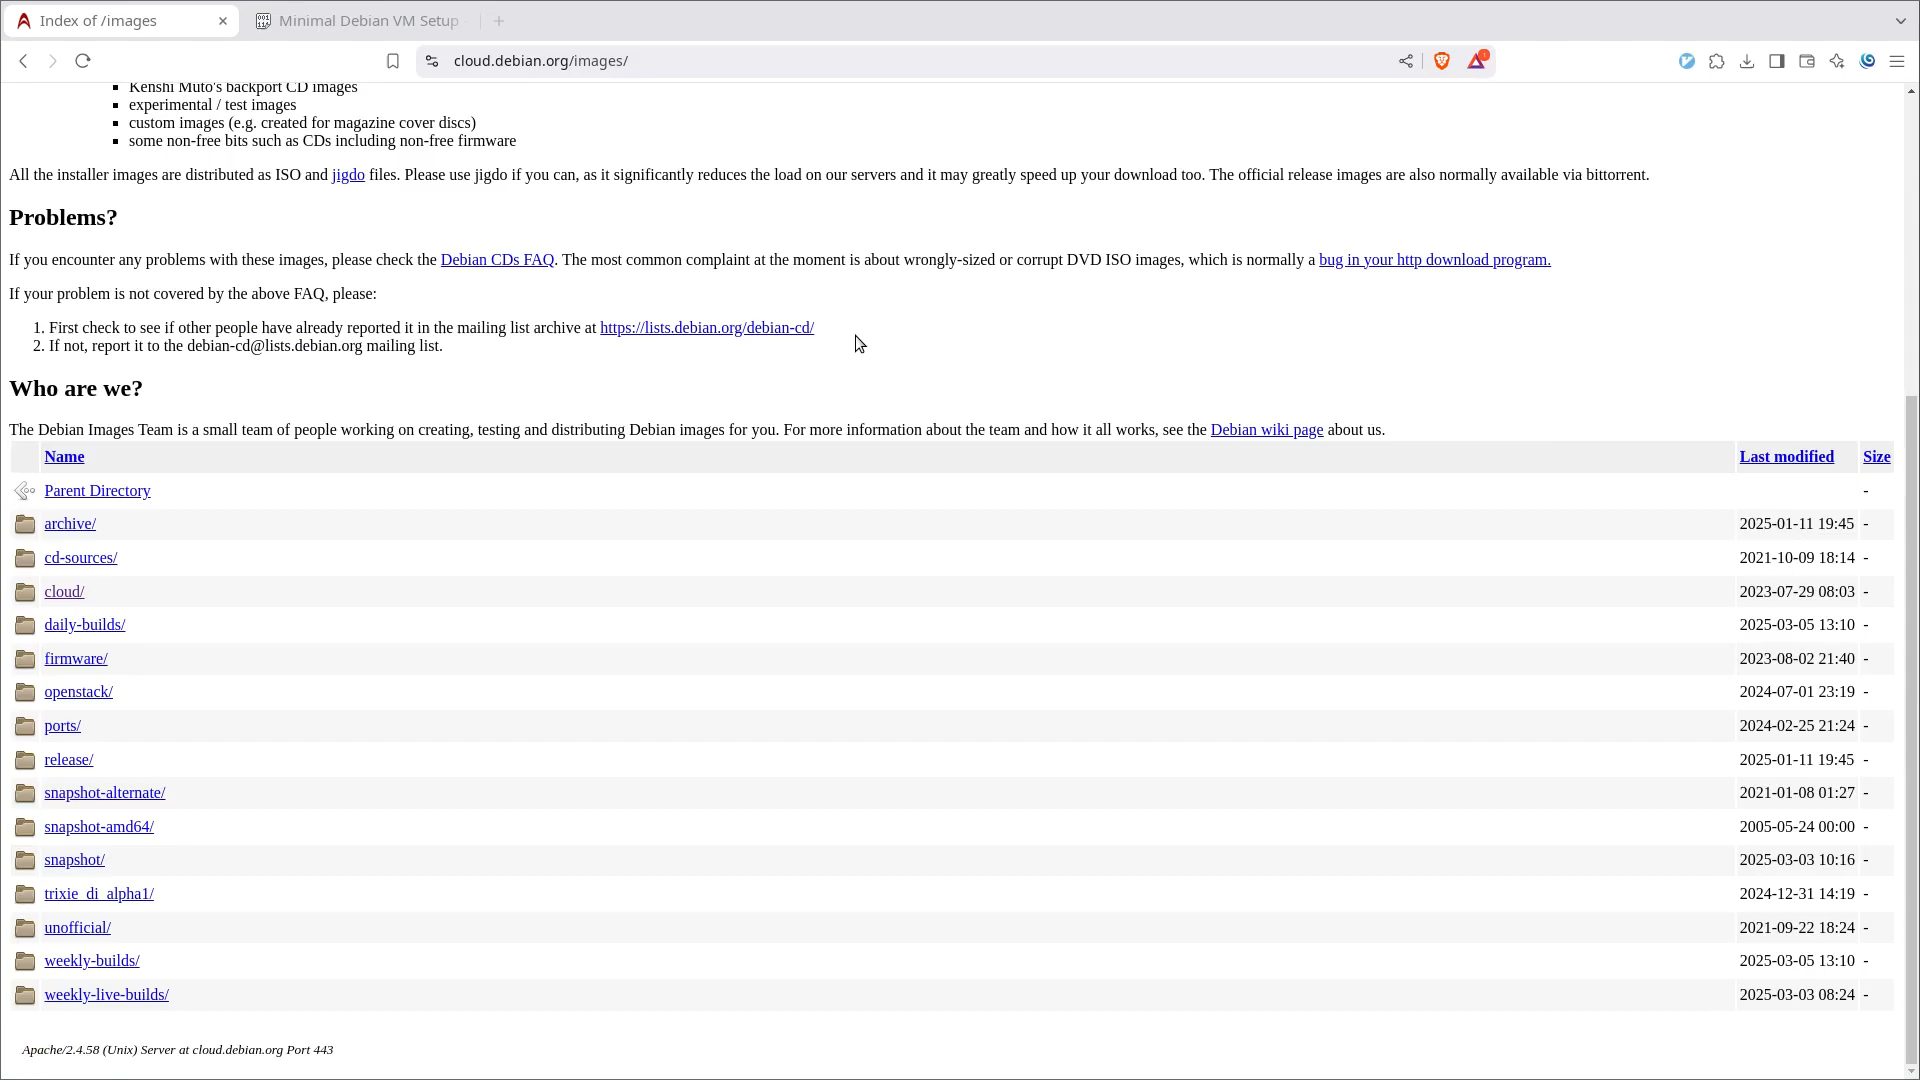 Index of /images
Minimal Debian VM Setup
cloud.debian.org/images/
Kenshi Muto's backport CD images
experimental / test images
custom images (e.g. created for magazine cover discs)
some non-free bits such as CDs including non-free firmware
All the installer images are distributed as ISO and jigdo files. Please use jigdo if you can, as it significantly reduces the load on our servers and it may greatly speed up your download too. The official release images are also normally available via bittorrent.
Problems?
If you encounter any problems with these images, please check the Debian CDs FAQ. The most common complaint at the moment is about wrongly-sized or corrupt DVD ISO images, which is normally a bug in your http download program.
If your problem is not covered by the above FAQ, please:
1. First check to see if other people have already reported it in the mailing list archive at https://lists.debian.org/debian-cd/
2. If not, report it to the debian-cd@lists.debian.org mailing list.
Who are we?
The Debian Images Team is a small team of people working on creating, testing and distributing Debian images for you. For more information about the team and how it all works, see the Debian wiki page about us.
Name Last modified Size
Parent Directory -
archive/ 2025-01-11 19:45 -
cd-sources/ 2021-10-09 18:14 -
cloud/ 2023-07-29 08:03 -
daily-builds/ 2025-03-05 13:10 -
firmware/ 2023-08-02 21:40 -
openstack/ 2024-07-01 23:19 -
ports/ 2024-02-25 21:24 -
release/ 2025-01-11 19:45 -
snapshot-alternate/ 2021-01-08 01:27 -
snapshot-amd64/ 2005-05-24 00:00 -
snapshot/ 2025-03-03 10:16 -
trixie_di_alpha1/ 2024-12-31 14:19 -
unofficial/ 2021-09-22 18:24 -
weekly-builds/ 2025-03-05 13:10 -
weekly-live-builds/ 2025-03-03 08:24 -
Apache/2.4.58 (Unix) Server at cloud.debian.org Port 443